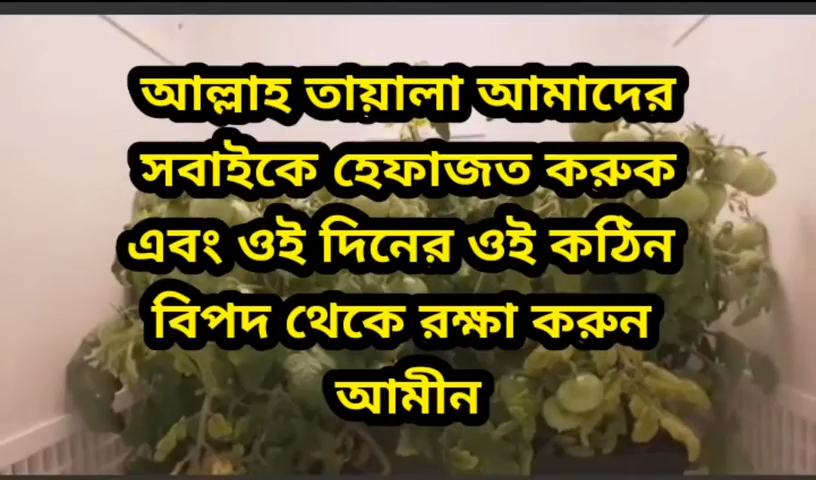 আল্লাহ তায়ালা আমাদের
সবাইকে হেফাজত করুক
এবং ওই দিনের ওই কঠিন
বিপদ থেকে রক্ষা করুন
আমীন